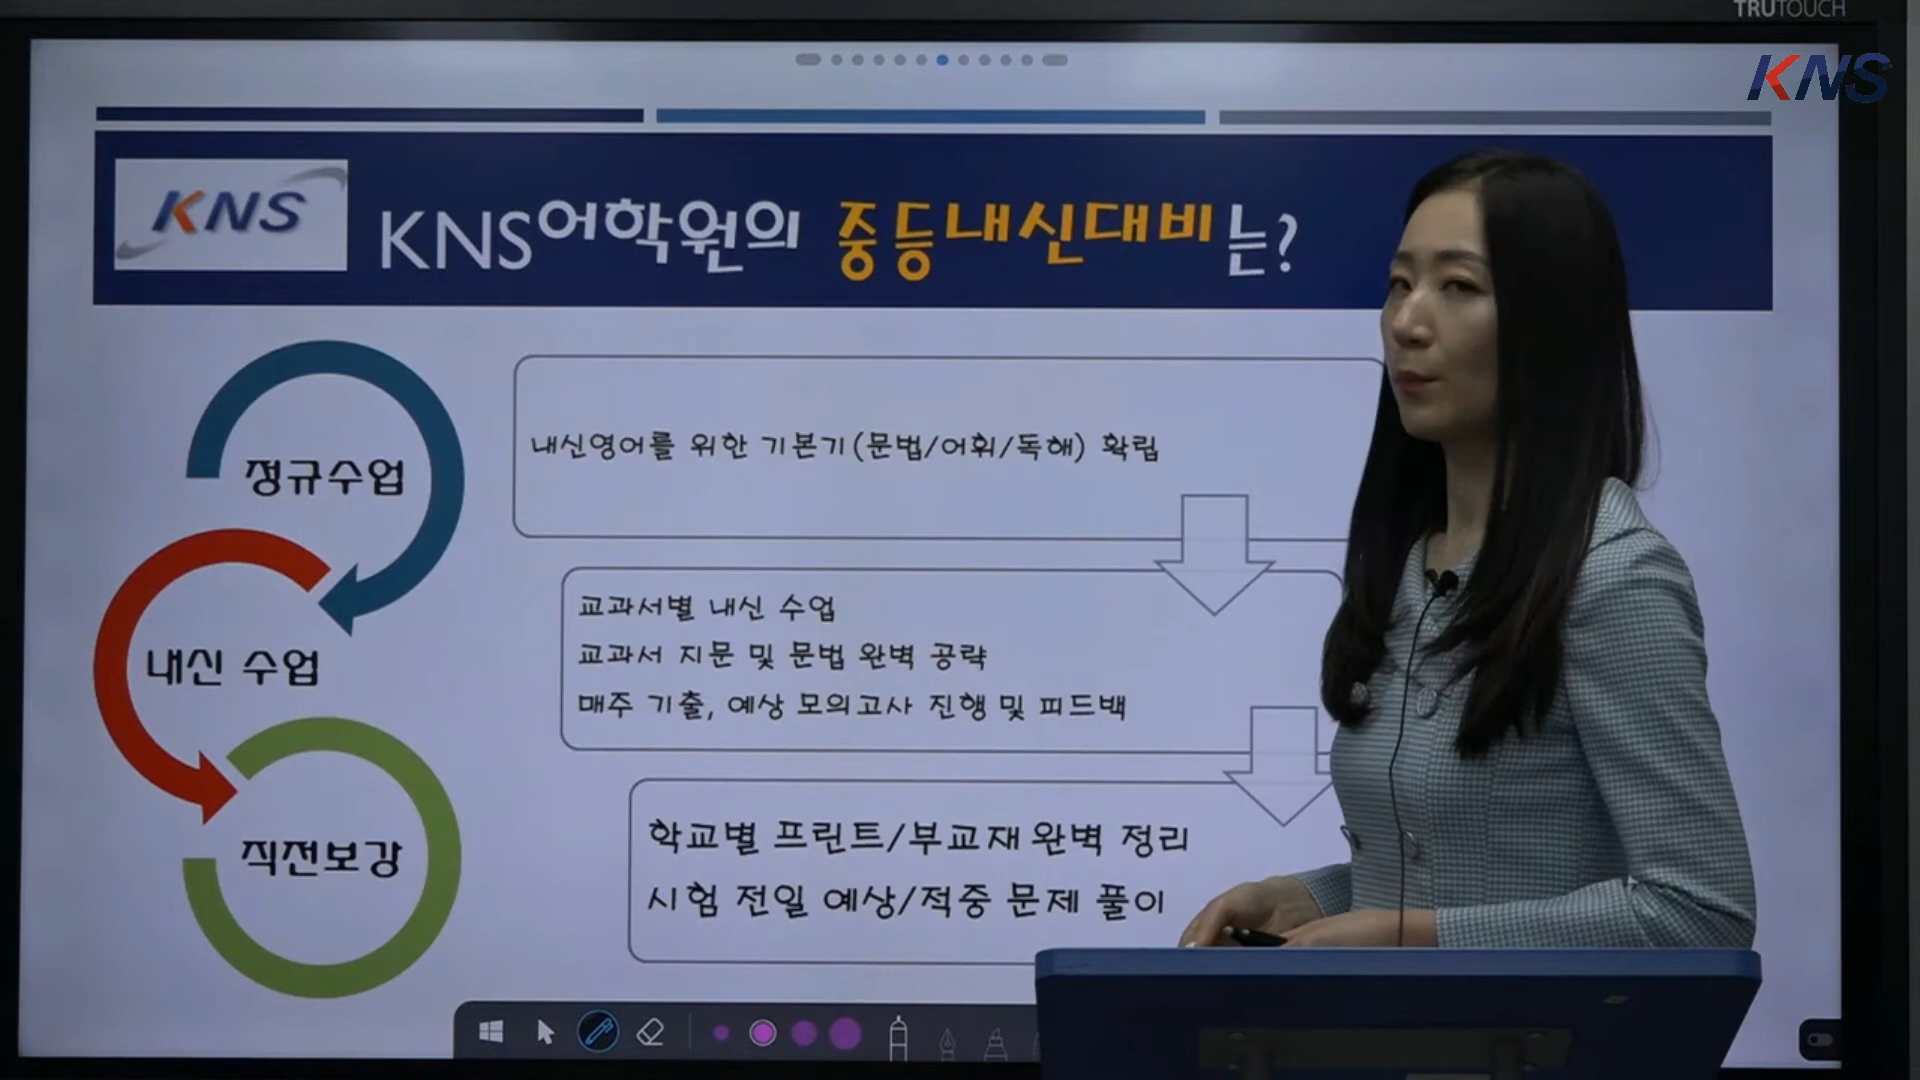 TRUTOUCH
KNS
KNS
KNS어학원의 중등내신대비는?
정규수업
내신영어를 위한 기본기(문법/어휘/독해) 확립
내신 수업
교과서별 내신 수업
교과서 지문 및 문법 완벽 공략
매주 기출, 예상 모의고사 진행 및 피드백
직전보강
학교별 프린트/부교재 완벽 정리
시험 전일 예상/적중 문제 풀이